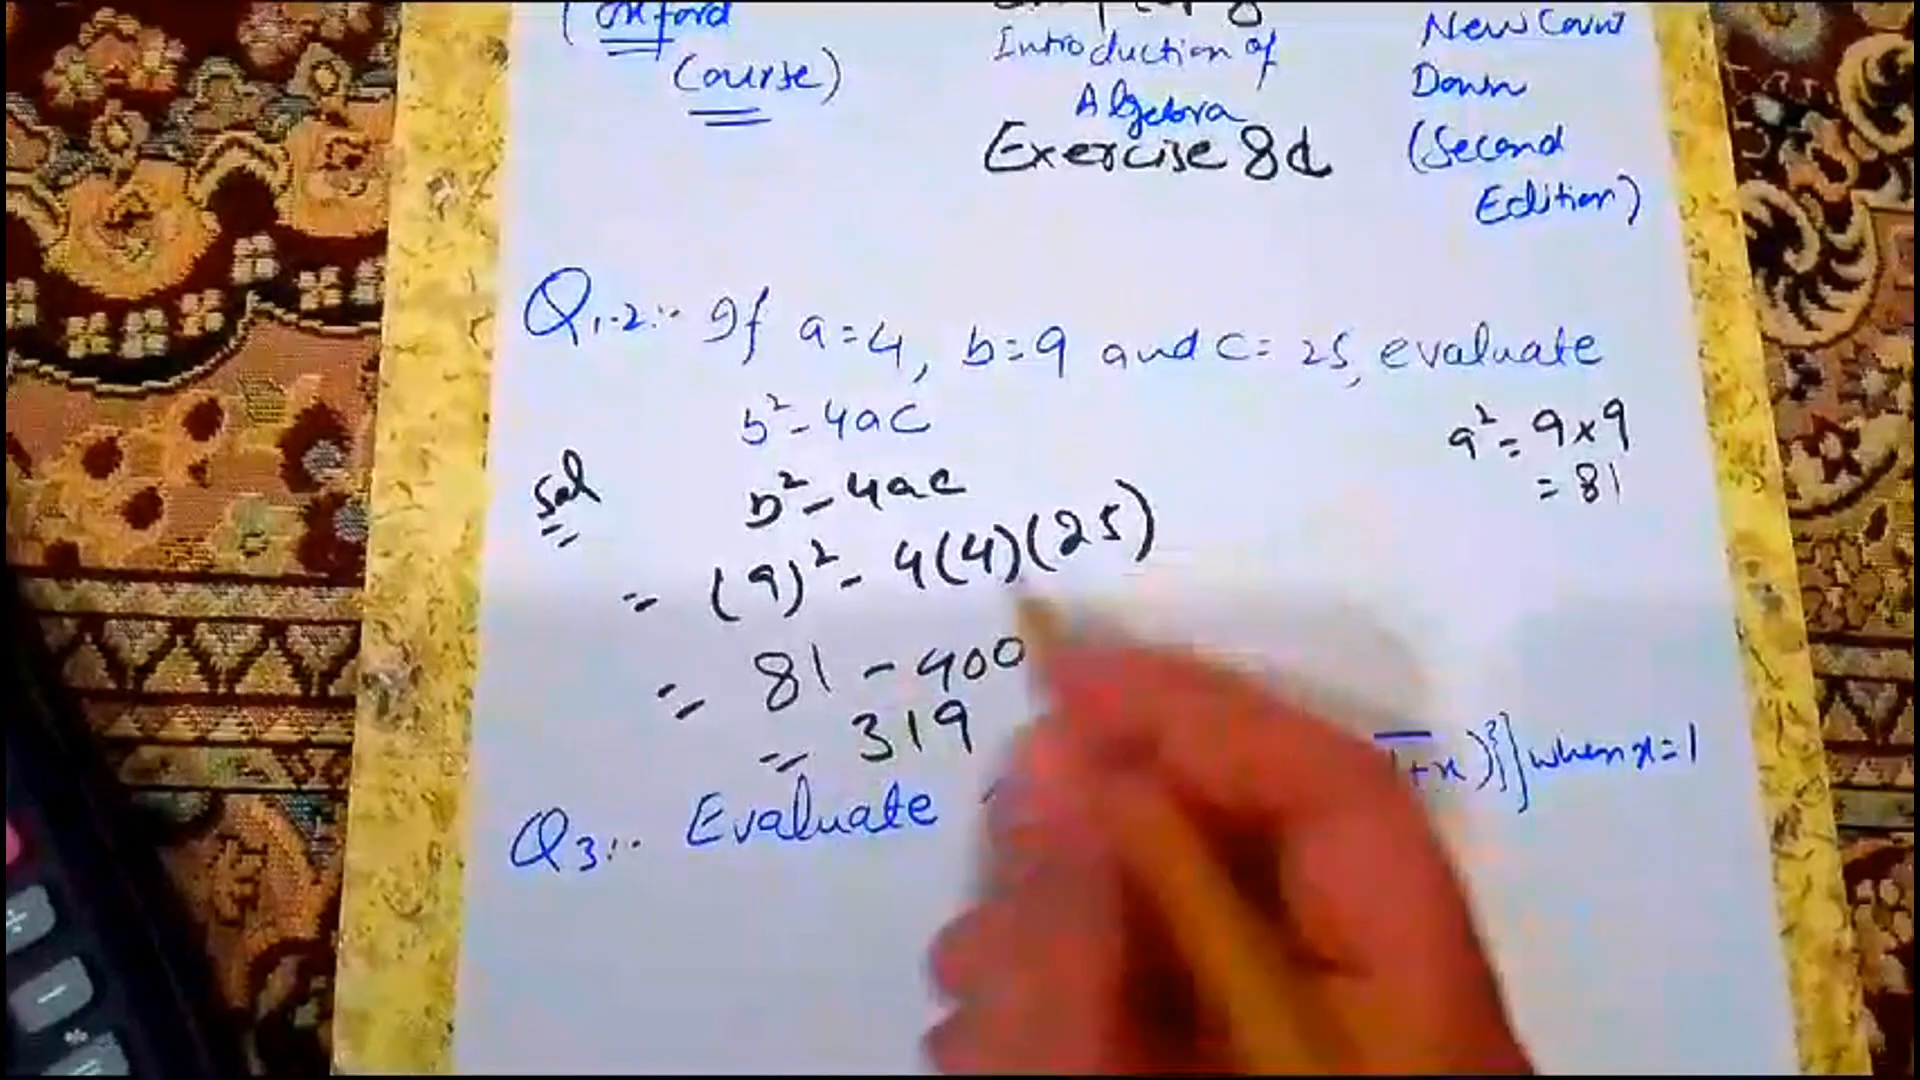 (Oxford
Course)
Introduction of
Algebra
Exercise 8d
New Coun
Down
(Second
Edition)
Q1.2:- If a=4, b=9 and c=25, evaluate
b²-4ac
Sol b²-4ac
= (9)²-4(4)(25)
= 81-400
= 319
9²=9×9
=81
Q3:- Evaluate +x)}] when x=1